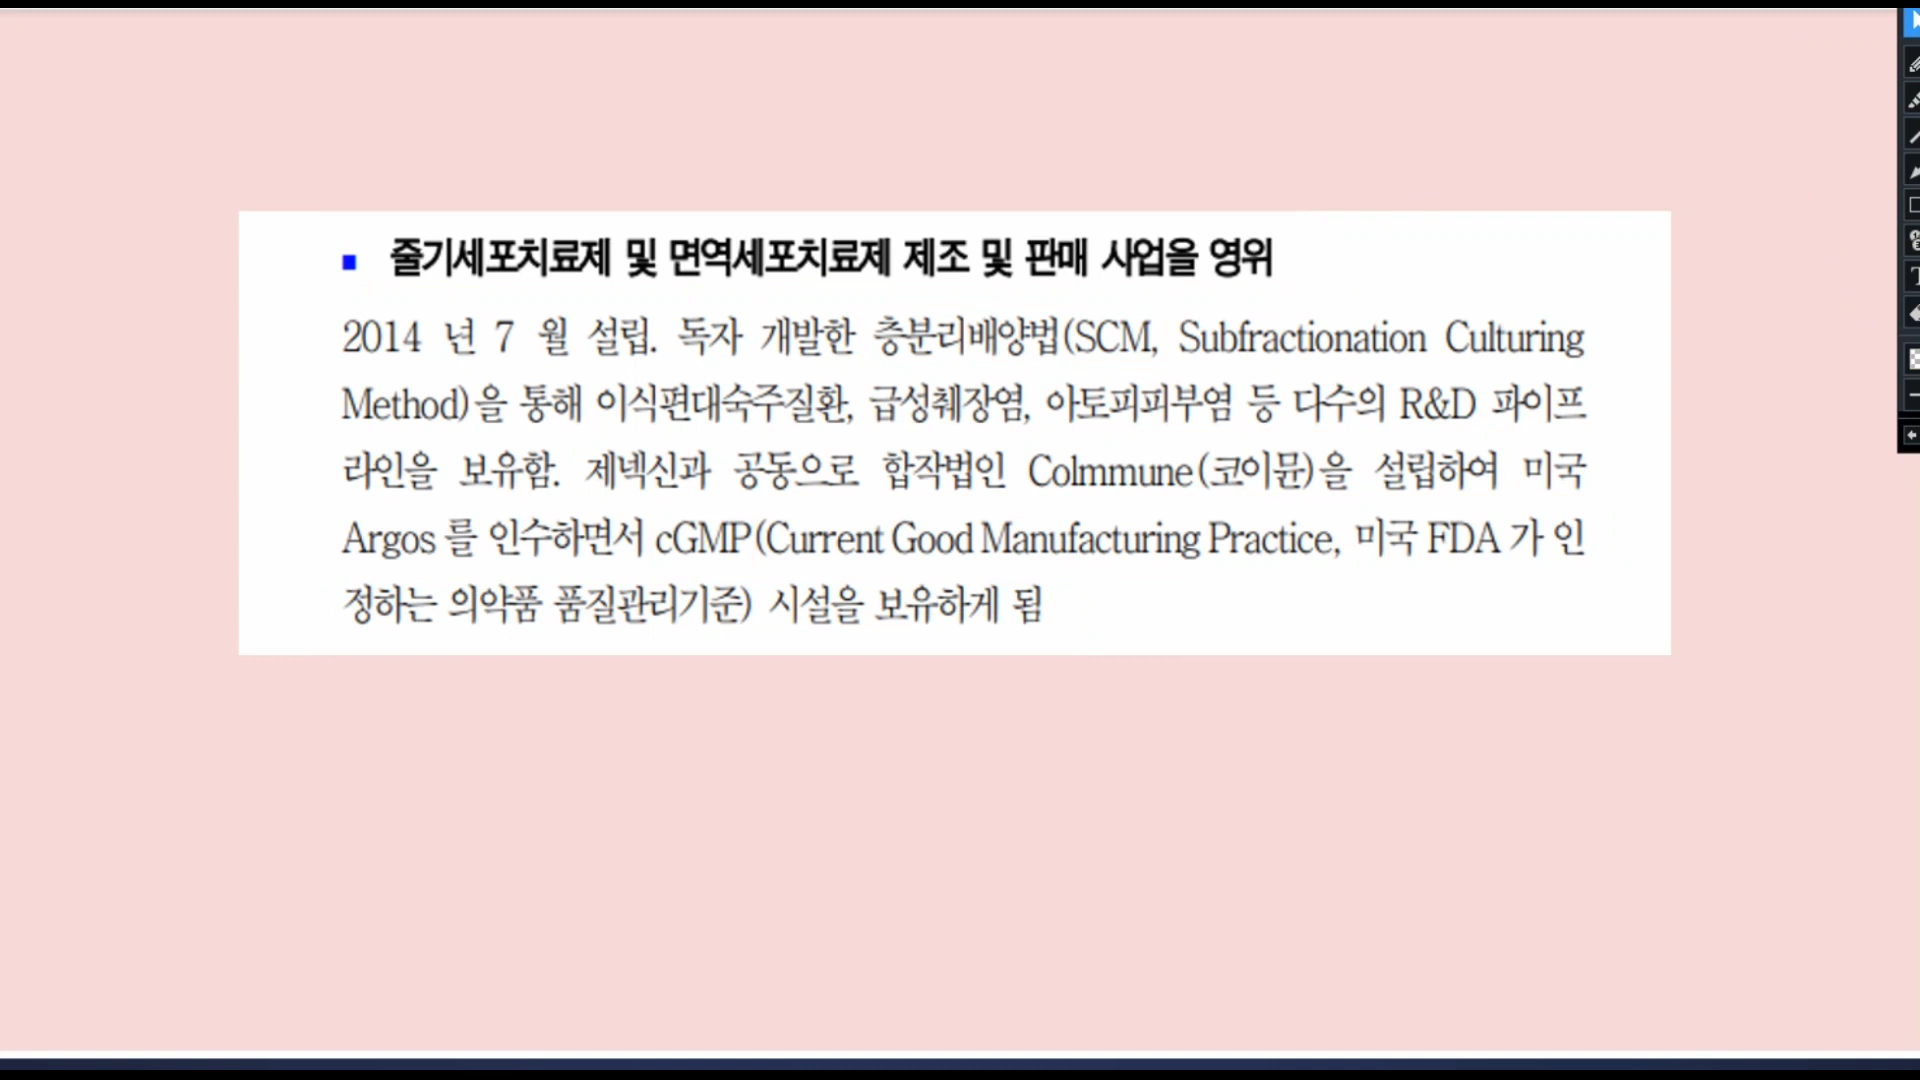 ■ 줄기세포치료제 및 면역세포치료제 제조 및 판매 사업을 영위
2014 년 7 월 설립. 독자 개발한 층분리배양법(SCM, Subfractionation Culturing
Method)을 통해 이식편대숙주질환, 급성췌장염, 아토피피부염 등 다수의 R&D 파이프
라인을 보유함. 제넥신과 공동으로 합작법인 Colmmune(코이뮨)을 설립하여 미국
Argos 를 인수하면서 cGMP(Current Good Manufacturing Practice, 미국 FDA 가 인
정하는 의약품 품질관리기준) 시설을 보유하게 됨